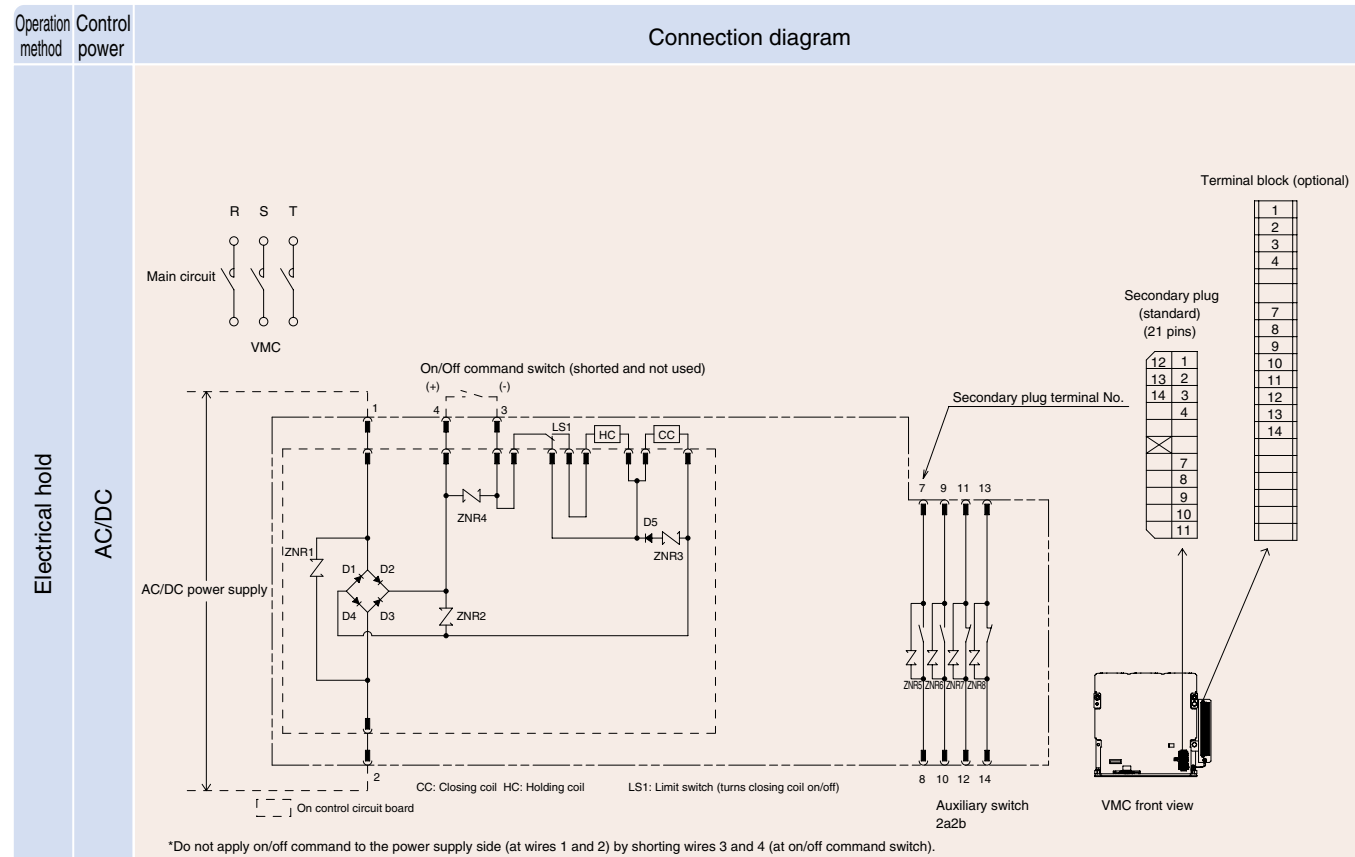 Operation method
Control power
Connection diagram
Electrical hold
AC/DC
R S T
Main circuit
VMC
On/Off command switch (shorted and not used)
(+) (-)
1 4 3
LS1
HC
CC
ZNR4
D5
ZNR3
ZNR1
D1 D2
D4 D3
ZNR2
AC/DC power supply
2
CC: Closing coil HC: Holding coil
LS1: Limit switch (turns closing coil on/off)
On control circuit board
Secondary plug terminal No.
7 9 11 13
ZNR5 ZNR6 ZNR7 ZNR8
8 10 12 14
Auxiliary switch
2a2b
Secondary plug
(standard)
(21 pins)
12 1
13 2
14 3
4
7
8
9
10
11
Terminal block (optional)
1
2
3
4
7
8
9
10
11
12
13
14
VMC front view
*Do not apply on/off command to the power supply side (at wires 1 and 2) by shorting wires 3 and 4 (at on/off command switch).